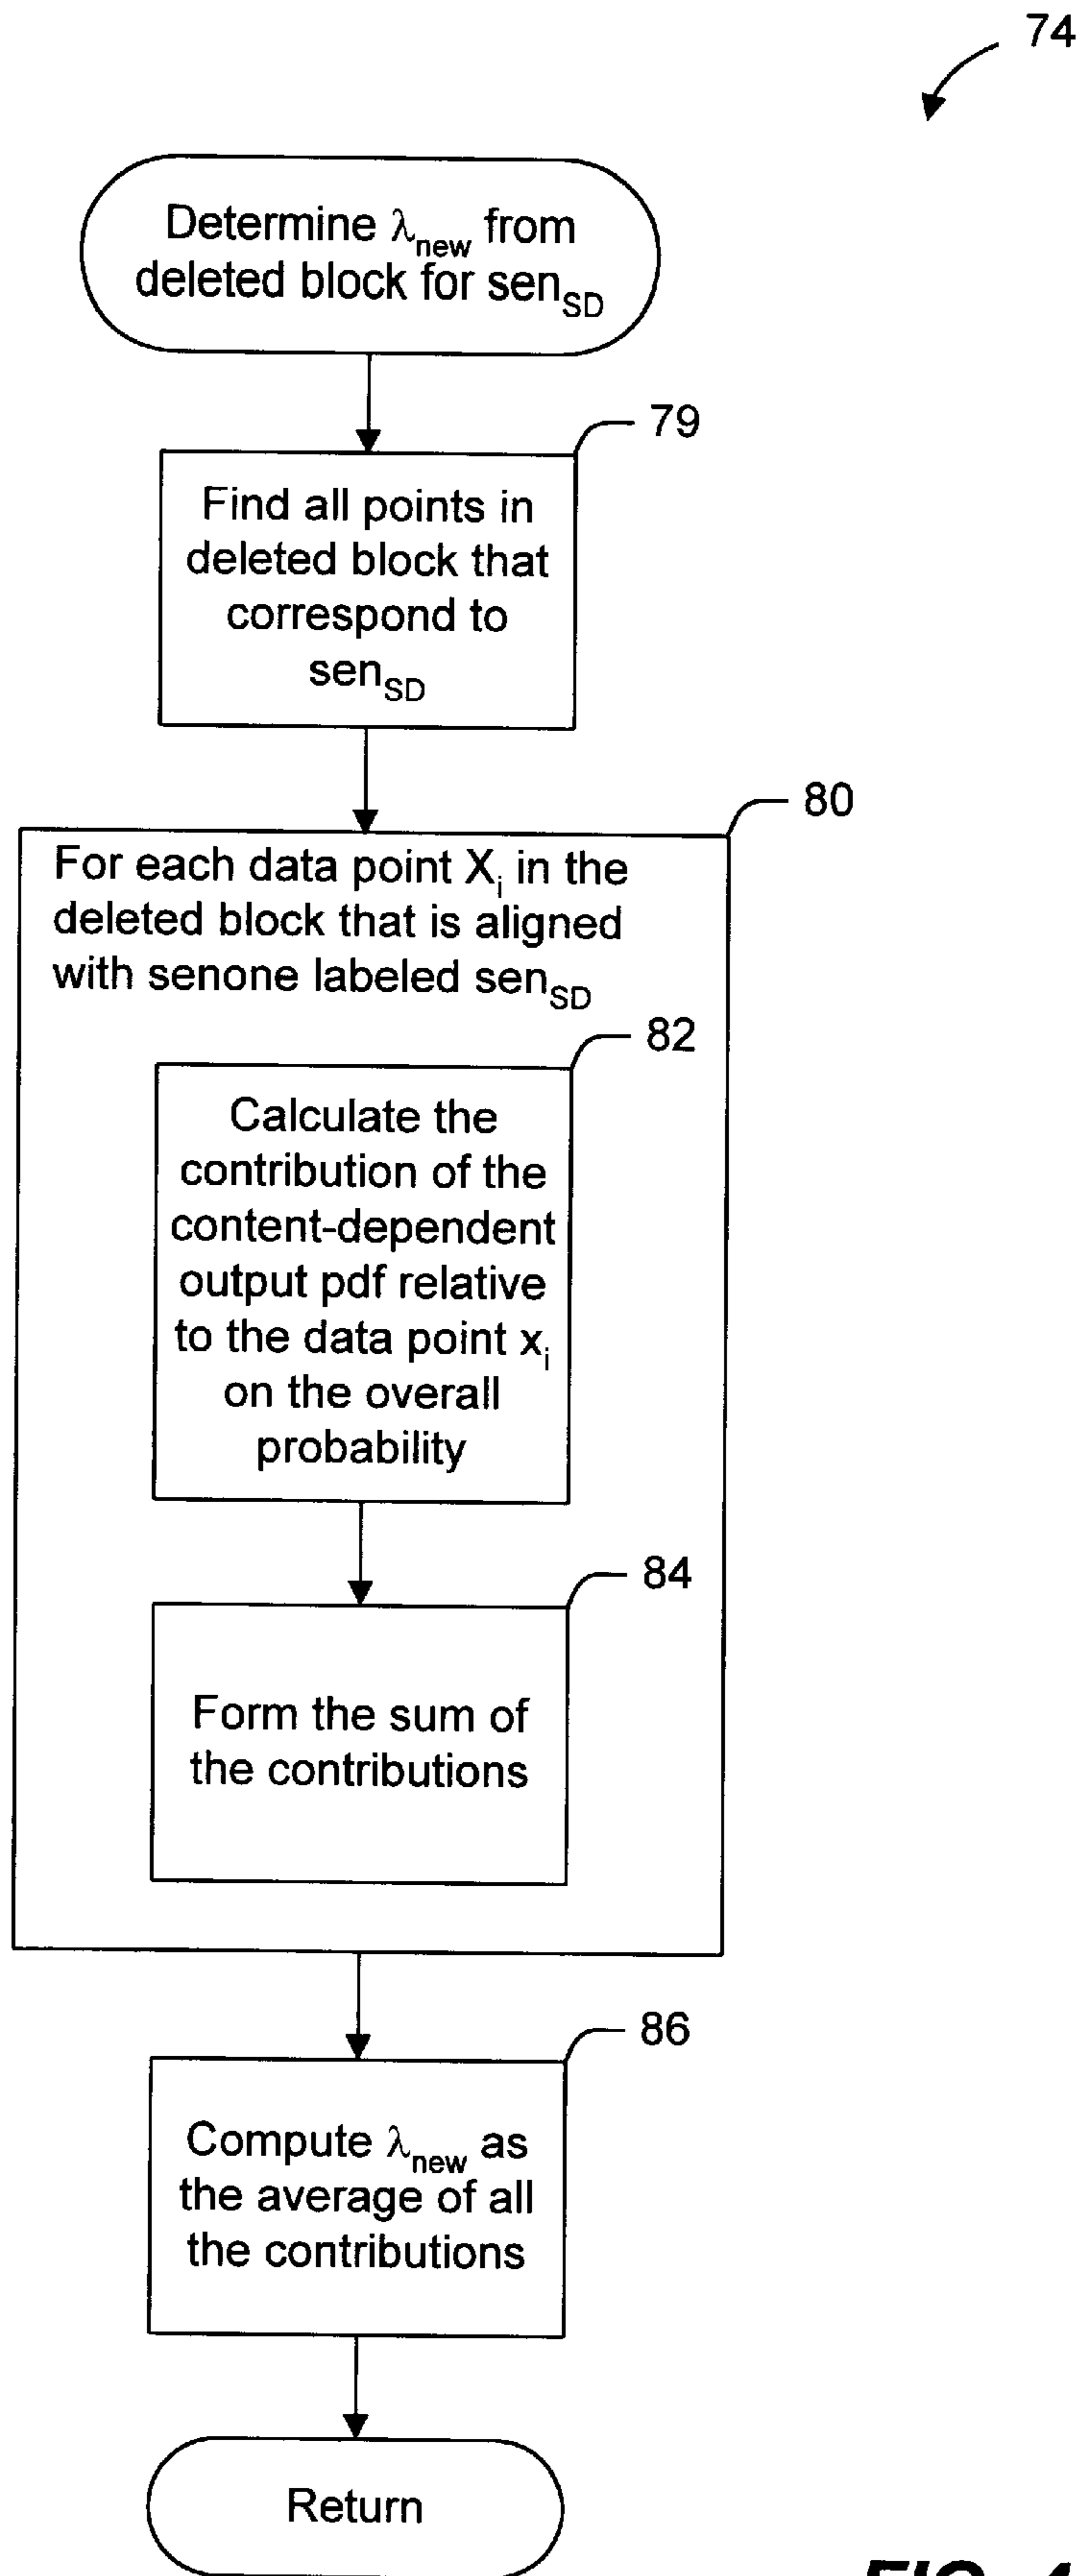 74
Determine λnew from
deleted block for senSD
79
Find all points in
deleted block that
correspond to
senSD
80
For each data point Xi in the
deleted block that is aligned
with senone labeled senSD
82
Calculate the
contribution of the
content-dependent
output pdf relative
to the data point xi
on the overall
probability
84
Form the sum of
the contributions
86
Compute λnew as
the average of all
the contributions
Return
FIG. 4